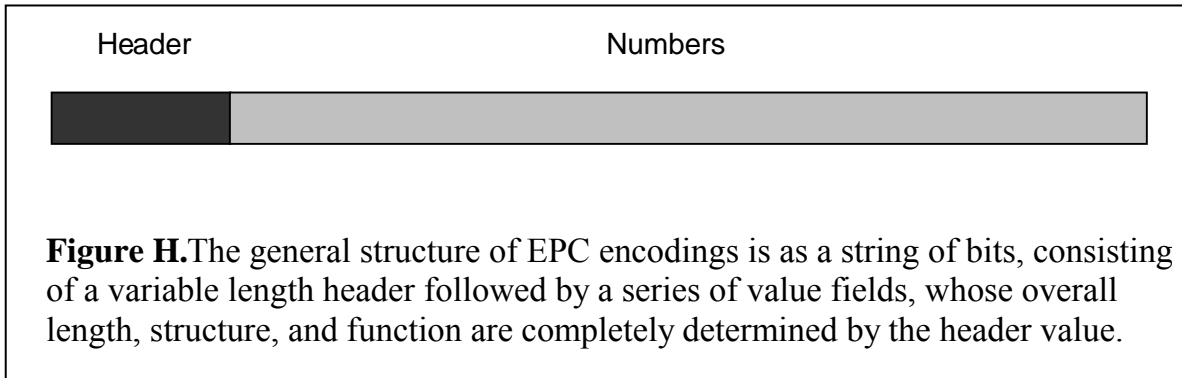 Header Numbers
Figure H.The general structure of EPC encodings is as a string of bits, consisting
of a variable length header followed by a series of value fields, whose overall
length, structure, and function are completely determined by the header value.